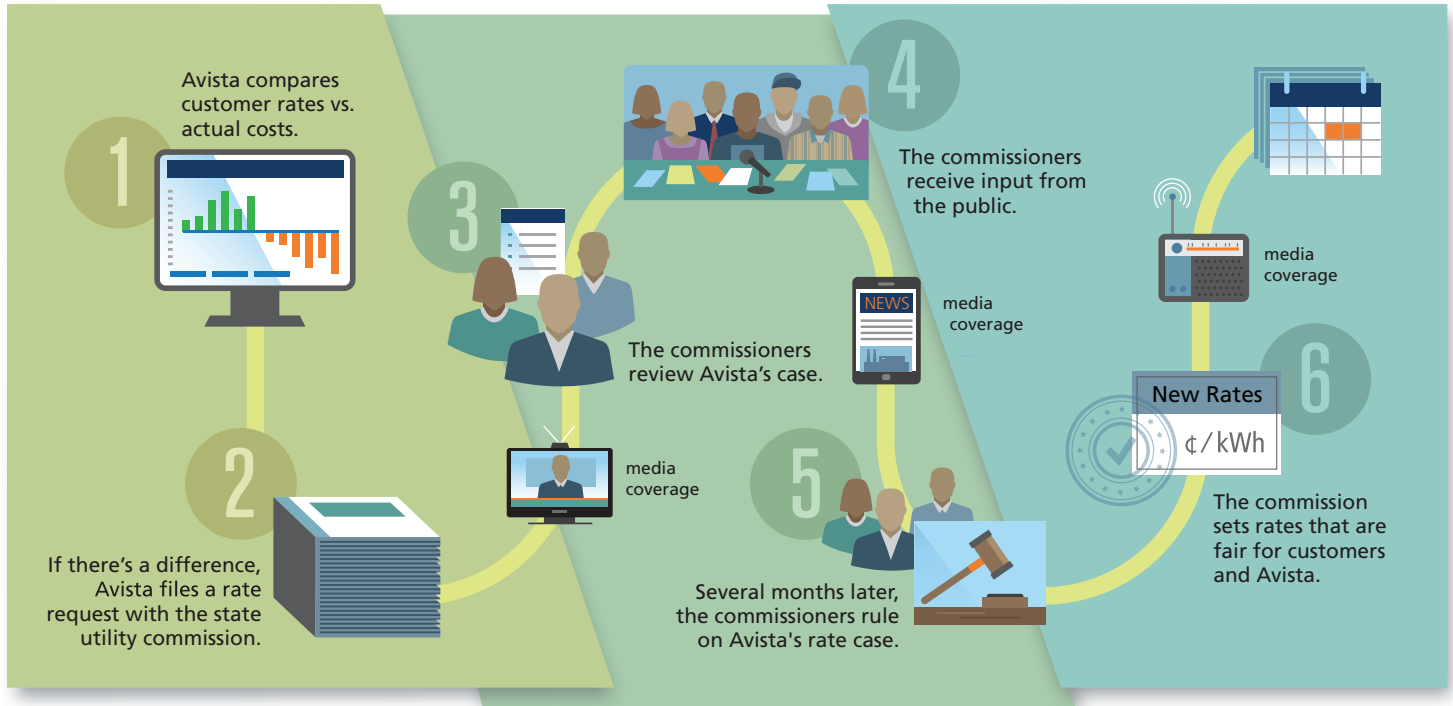 1
Avista compares
customer rates vs.
actual costs.
2
If there's a difference,
Avista files a rate
request with the state
utility commission.
media
coverage
3
The commissioners
review Avista’s case.
4
The commissioners
receive input from
the public.
NEWS
media
coverage
5
Several months later,
the commissioners rule
on Avista's rate case.
6
New Rates
¢/kWh
The commission
sets rates that are
fair for customers
and Avista.
media
coverage